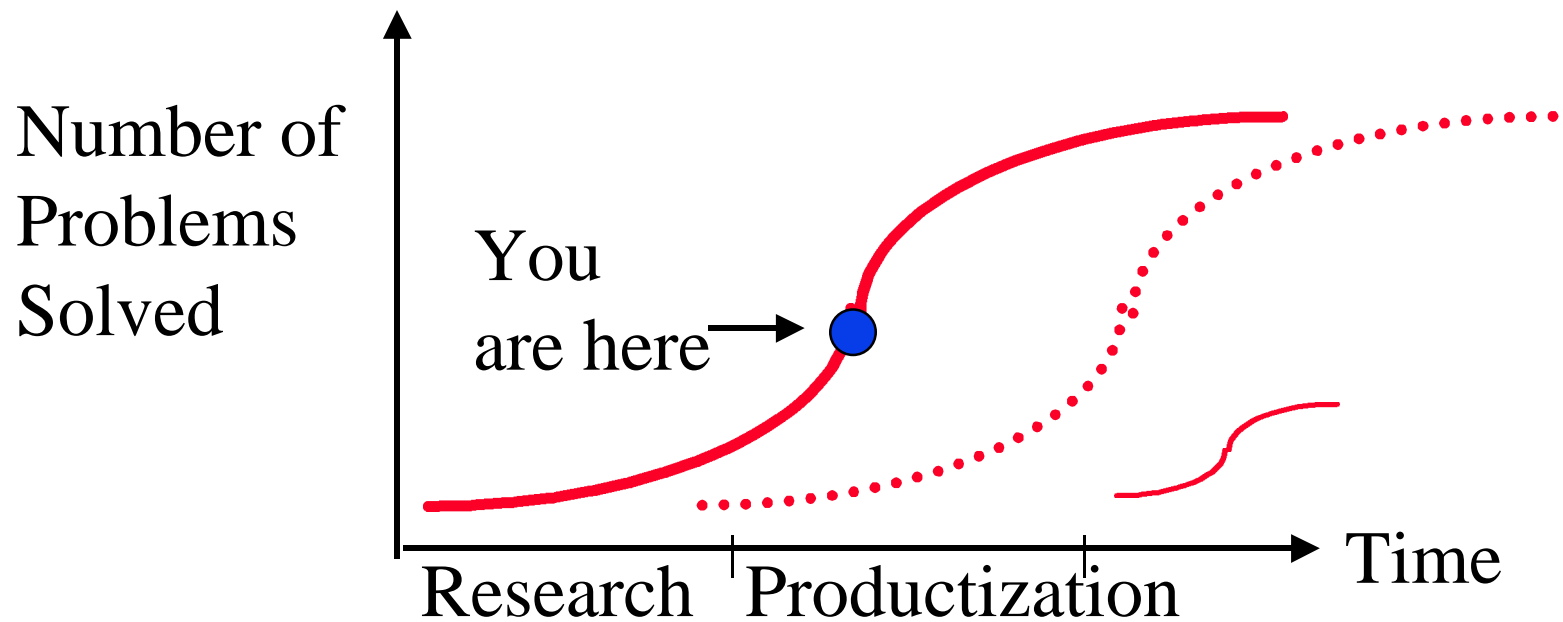 Number of
Problems
Solved
You
are here
Time
Research
Productization